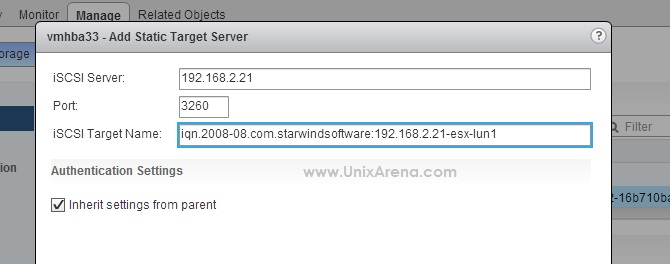 Monitor Manage Related Objects
vmhba33 - Add Static Target Server ?
iSCSI Server: 192.168.2.21
Port: 3260
iSCSI Target Name: iqn.2008-08.com.starwindsoftware:192.168.2.21-esx-lun1
Filter
Authentication Settings
www.UnixArena.com
Inherit settings from parent